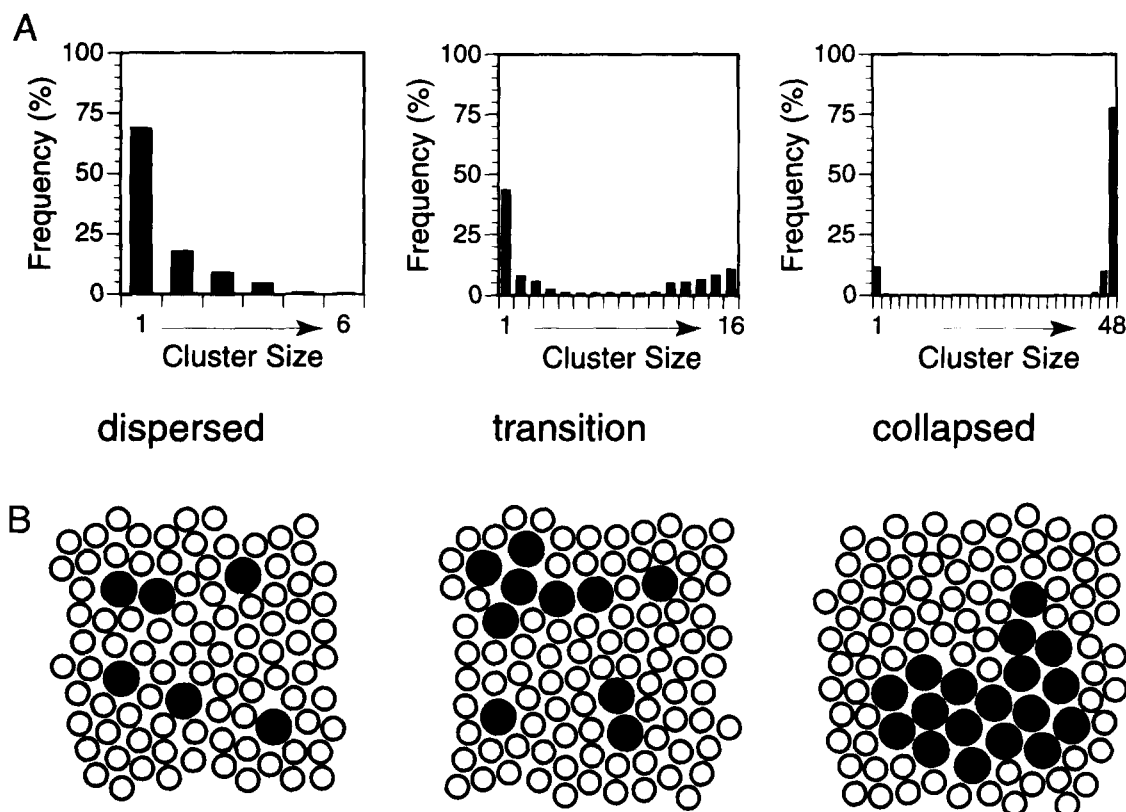 A
100
75
50
25
0
Frequency (%)
1
6
Cluster Size
100
75
50
25
0
Frequency (%)
1
16
Cluster Size
100
75
50
25
0
Frequency (%)
1
48
Cluster Size
dispersed
transition
collapsed
B